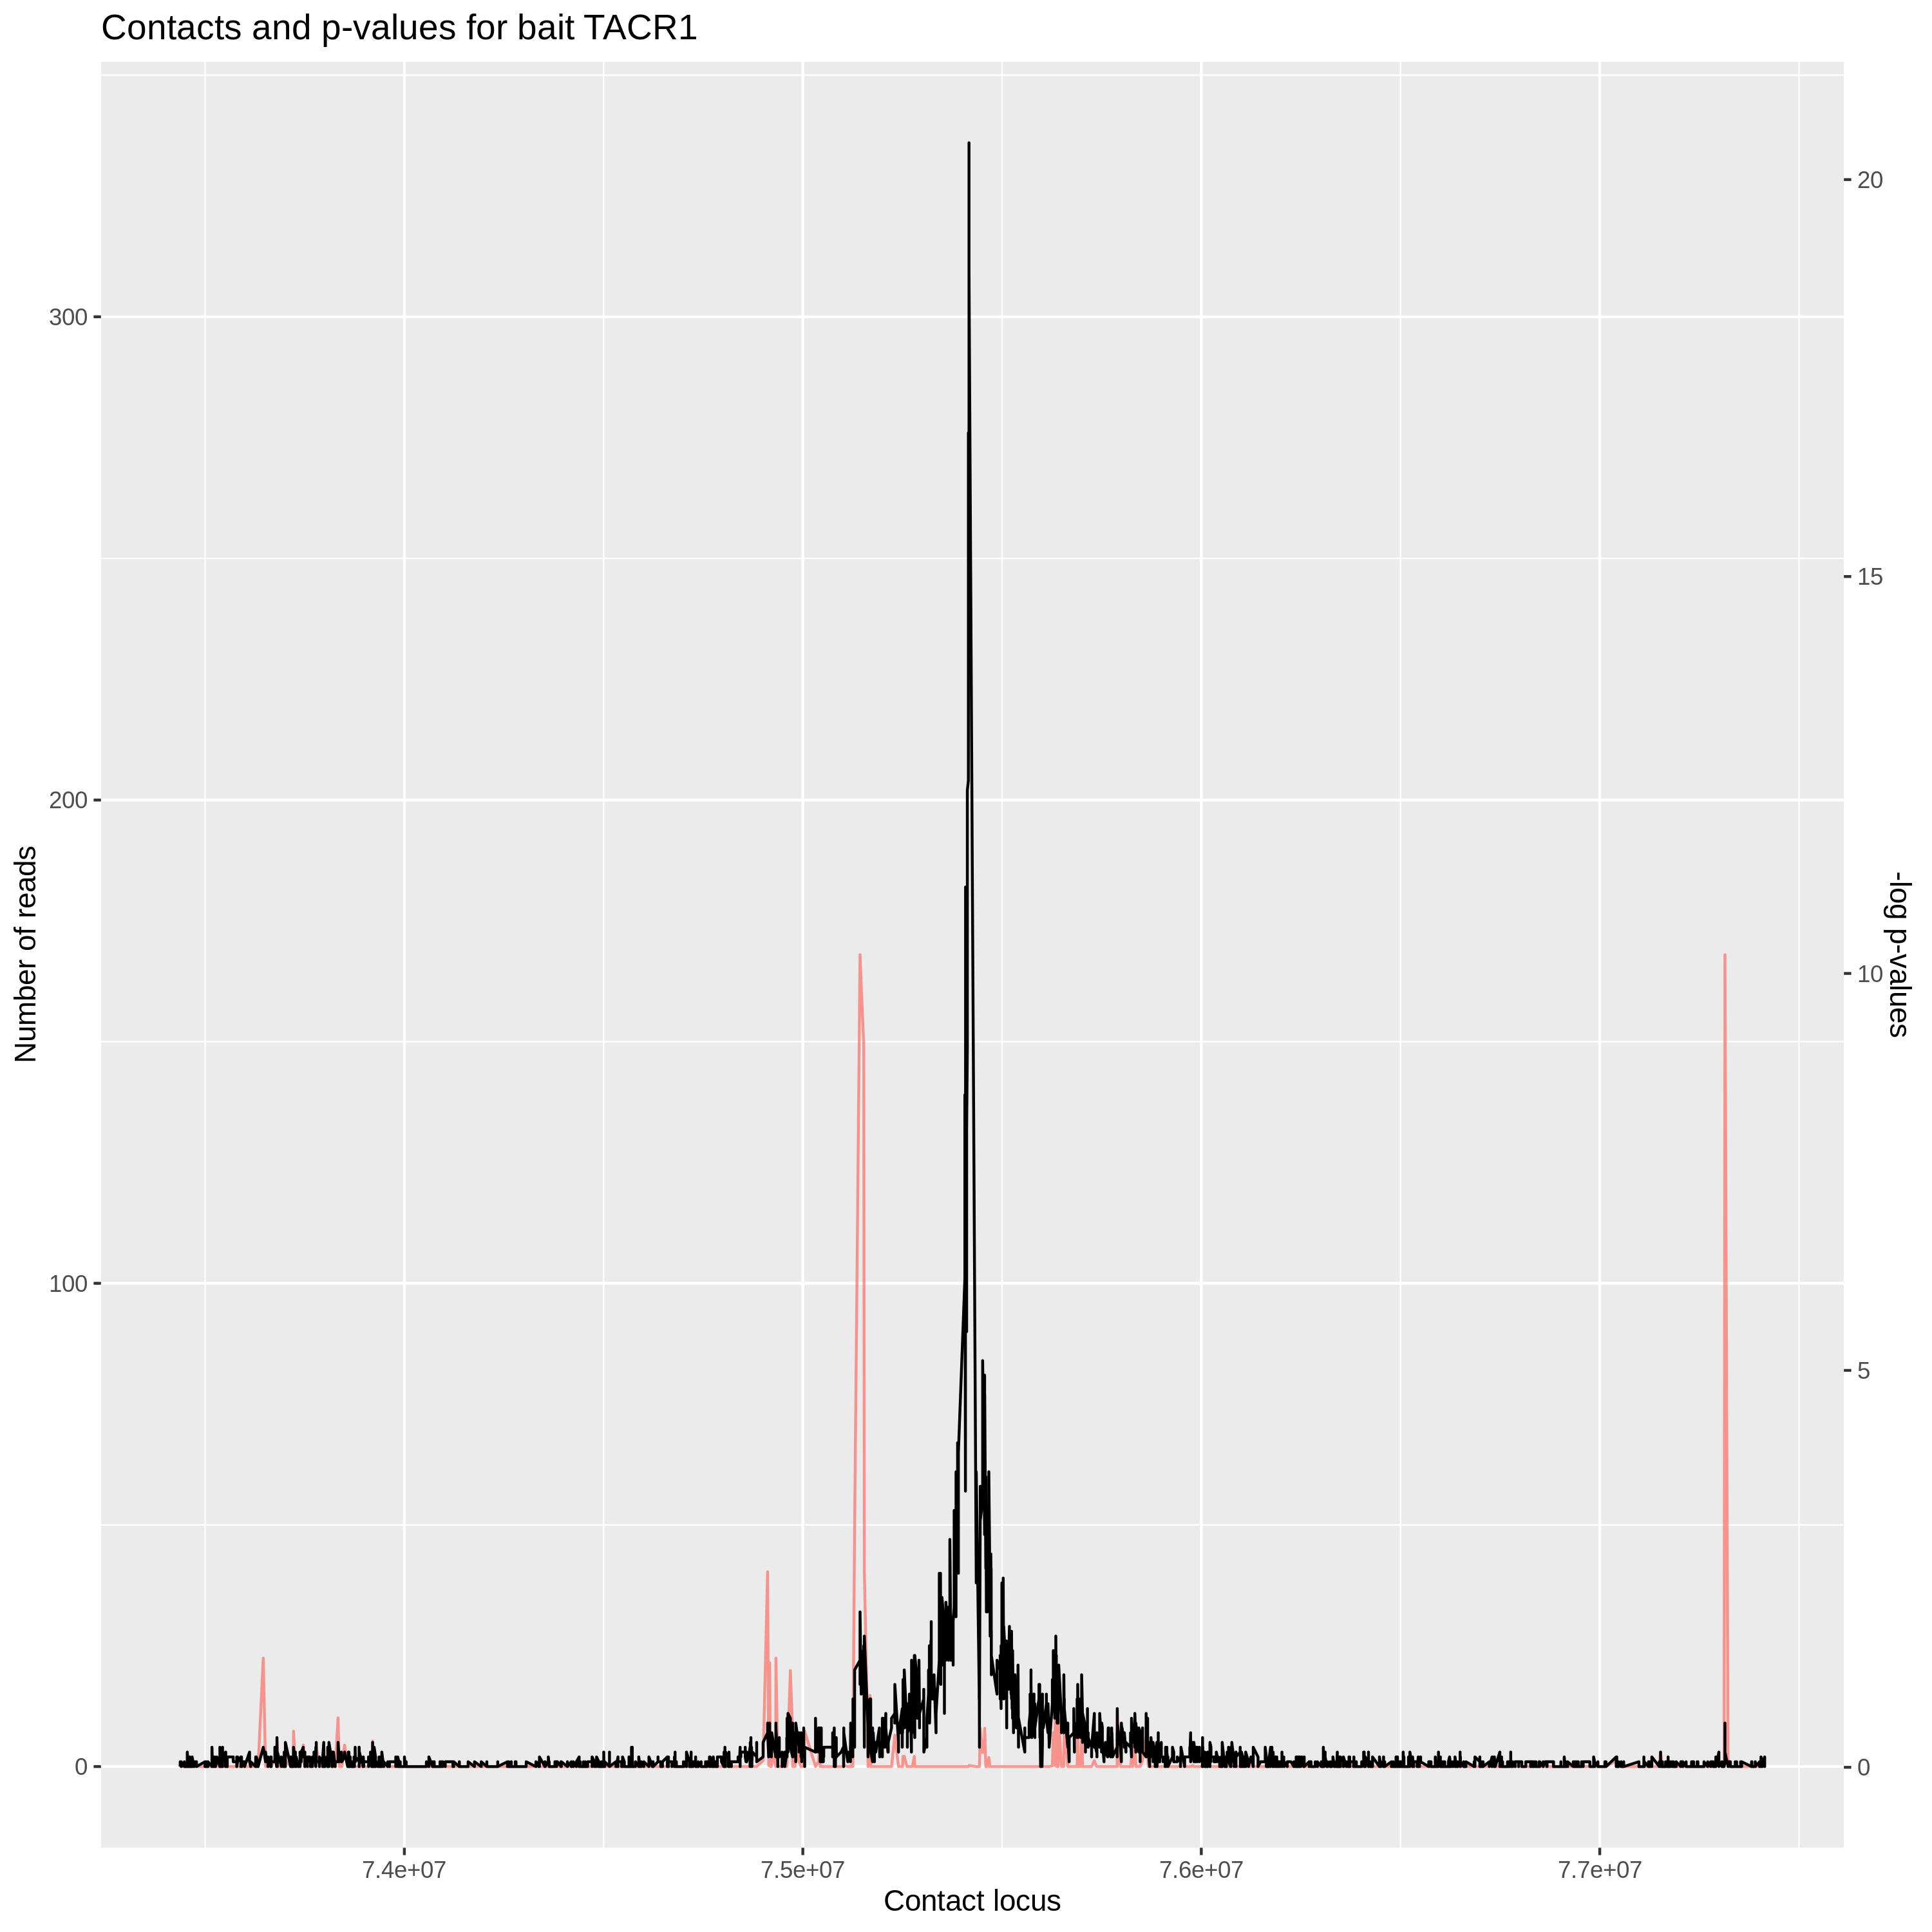 Contacts and p-values for bait TACR1
Number of reads
300
200
100
0
20
15
10
5
0
-log p-values
7.4e+07
7.5e+07
7.6e+07
7.7e+07
Contact locus